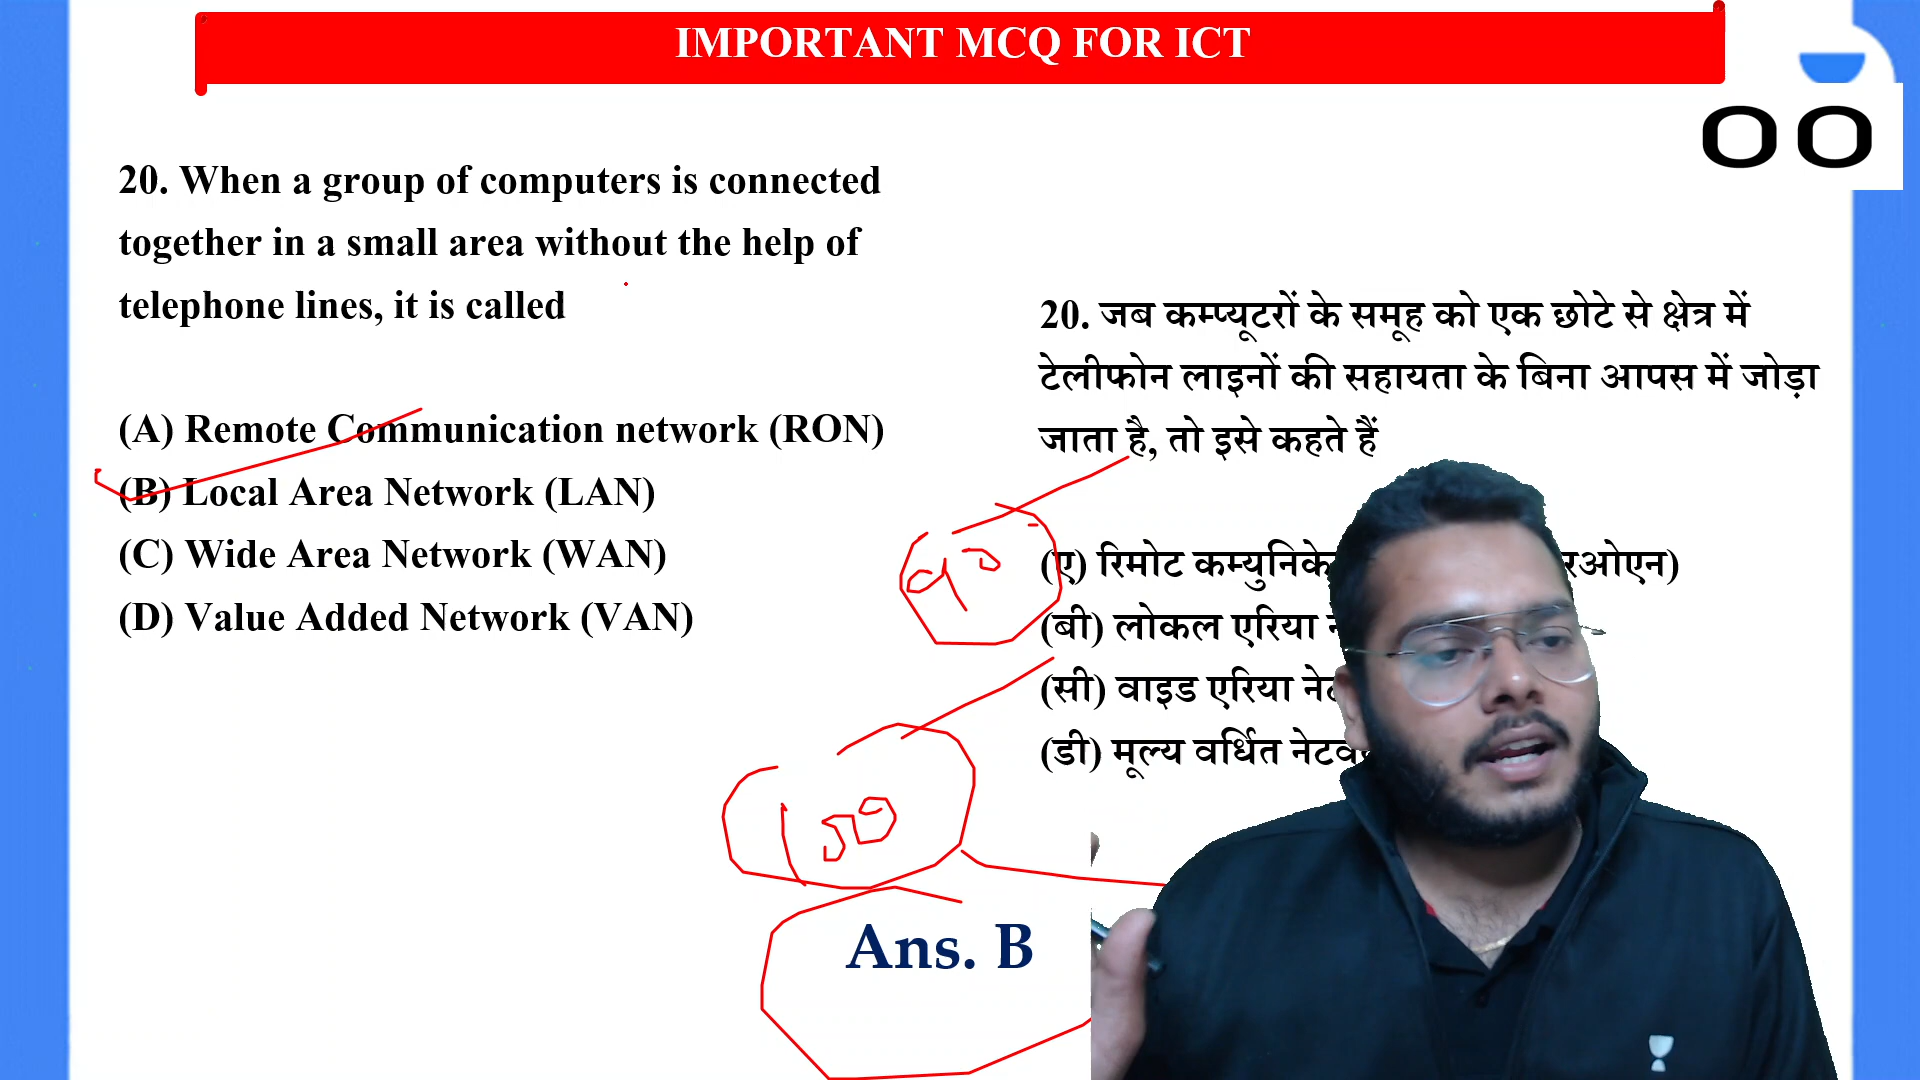 IMPORTANT MCQ FOR ICT
20. When a group of computers is connected
together in a small area without the help of
telephone lines, it is called
(A) Remote Communication network (RON)
(B) Local Area Network (LAN)
(C) Wide Area Network (WAN)
(D) Value Added Network (VAN)
20. जब कम्प्यूटरों के समूह को एक छोटे से क्षेत्र में
टेलीफोन लाइनों की सहायता के बिना आपस में जोड़ा
जाता है, तो इसे कहते हैं
(ए) रिमोट
(बी) लोकल एरिया
(सी) वाइड एरिया
(डी) मूल्य वर्धित
90
150
Ans. B